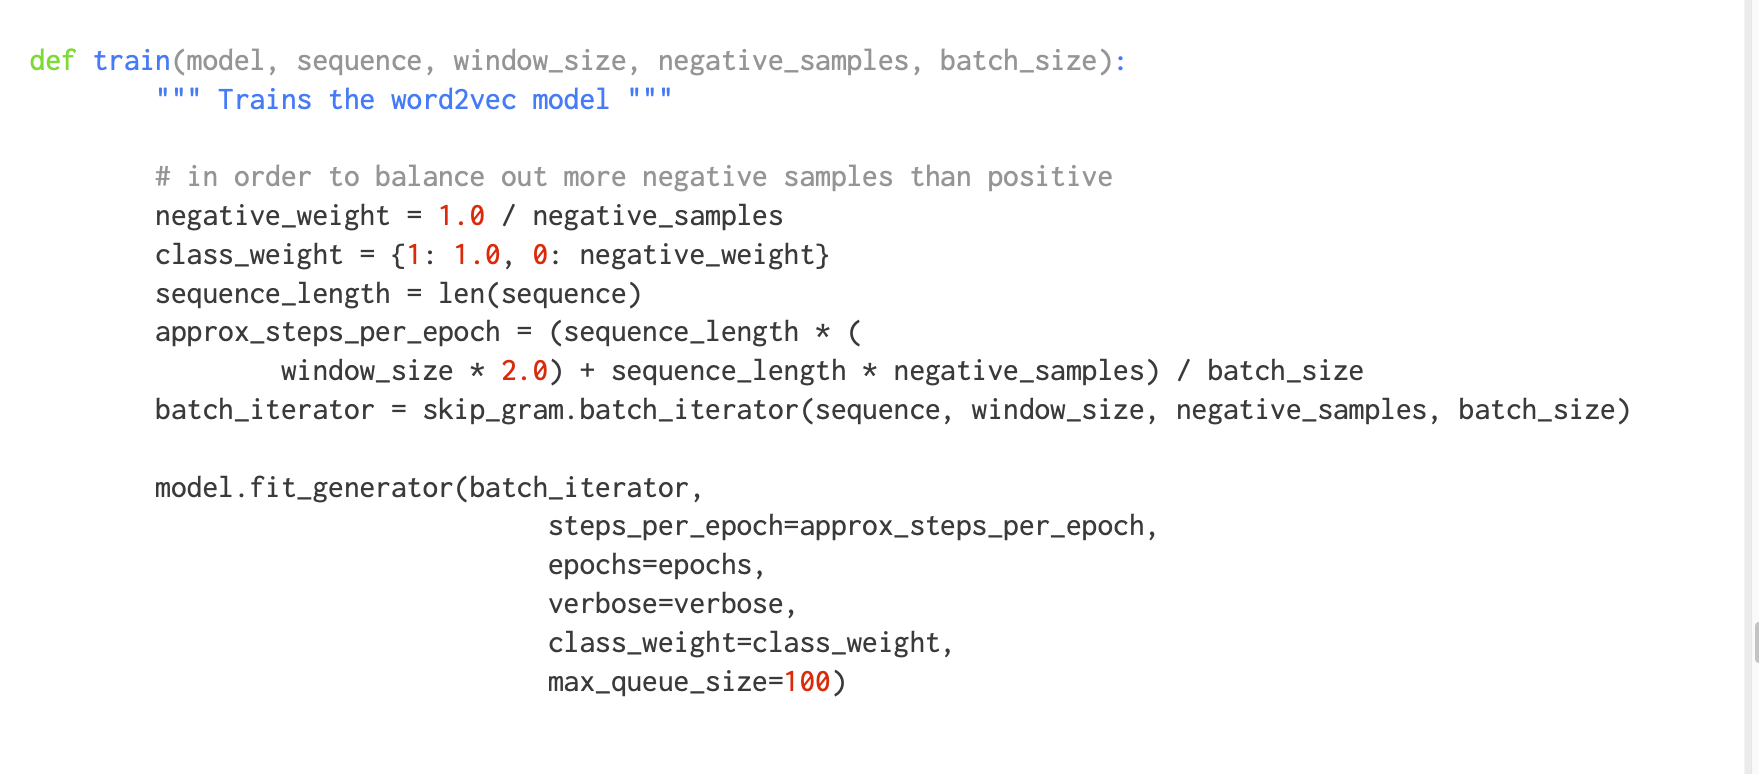 def train(model, sequence, window_size, negative_samples, batch_size):
""" Trains the word2vec model """
# in order to balance out more negative samples than positive
negative_weight = 1.0 / negative_samples
class_weight = {1: 1.0, 0: negative_weight}
sequence_length = len(sequence)
approx_steps_per_epoch = (sequence_length * (
window_size * 2.0) + sequence_length * negative_samples) / batch_size
batch_iterator = skip_gram.batch_iterator(sequence, window_size, negative_samples, batch_size)
model.fit_generator(batch_iterator,
steps_per_epoch=approx_steps_per_epoch,
epochs=epochs,
verbose=verbose,
class_weight=class_weight,
max_queue_size=100)